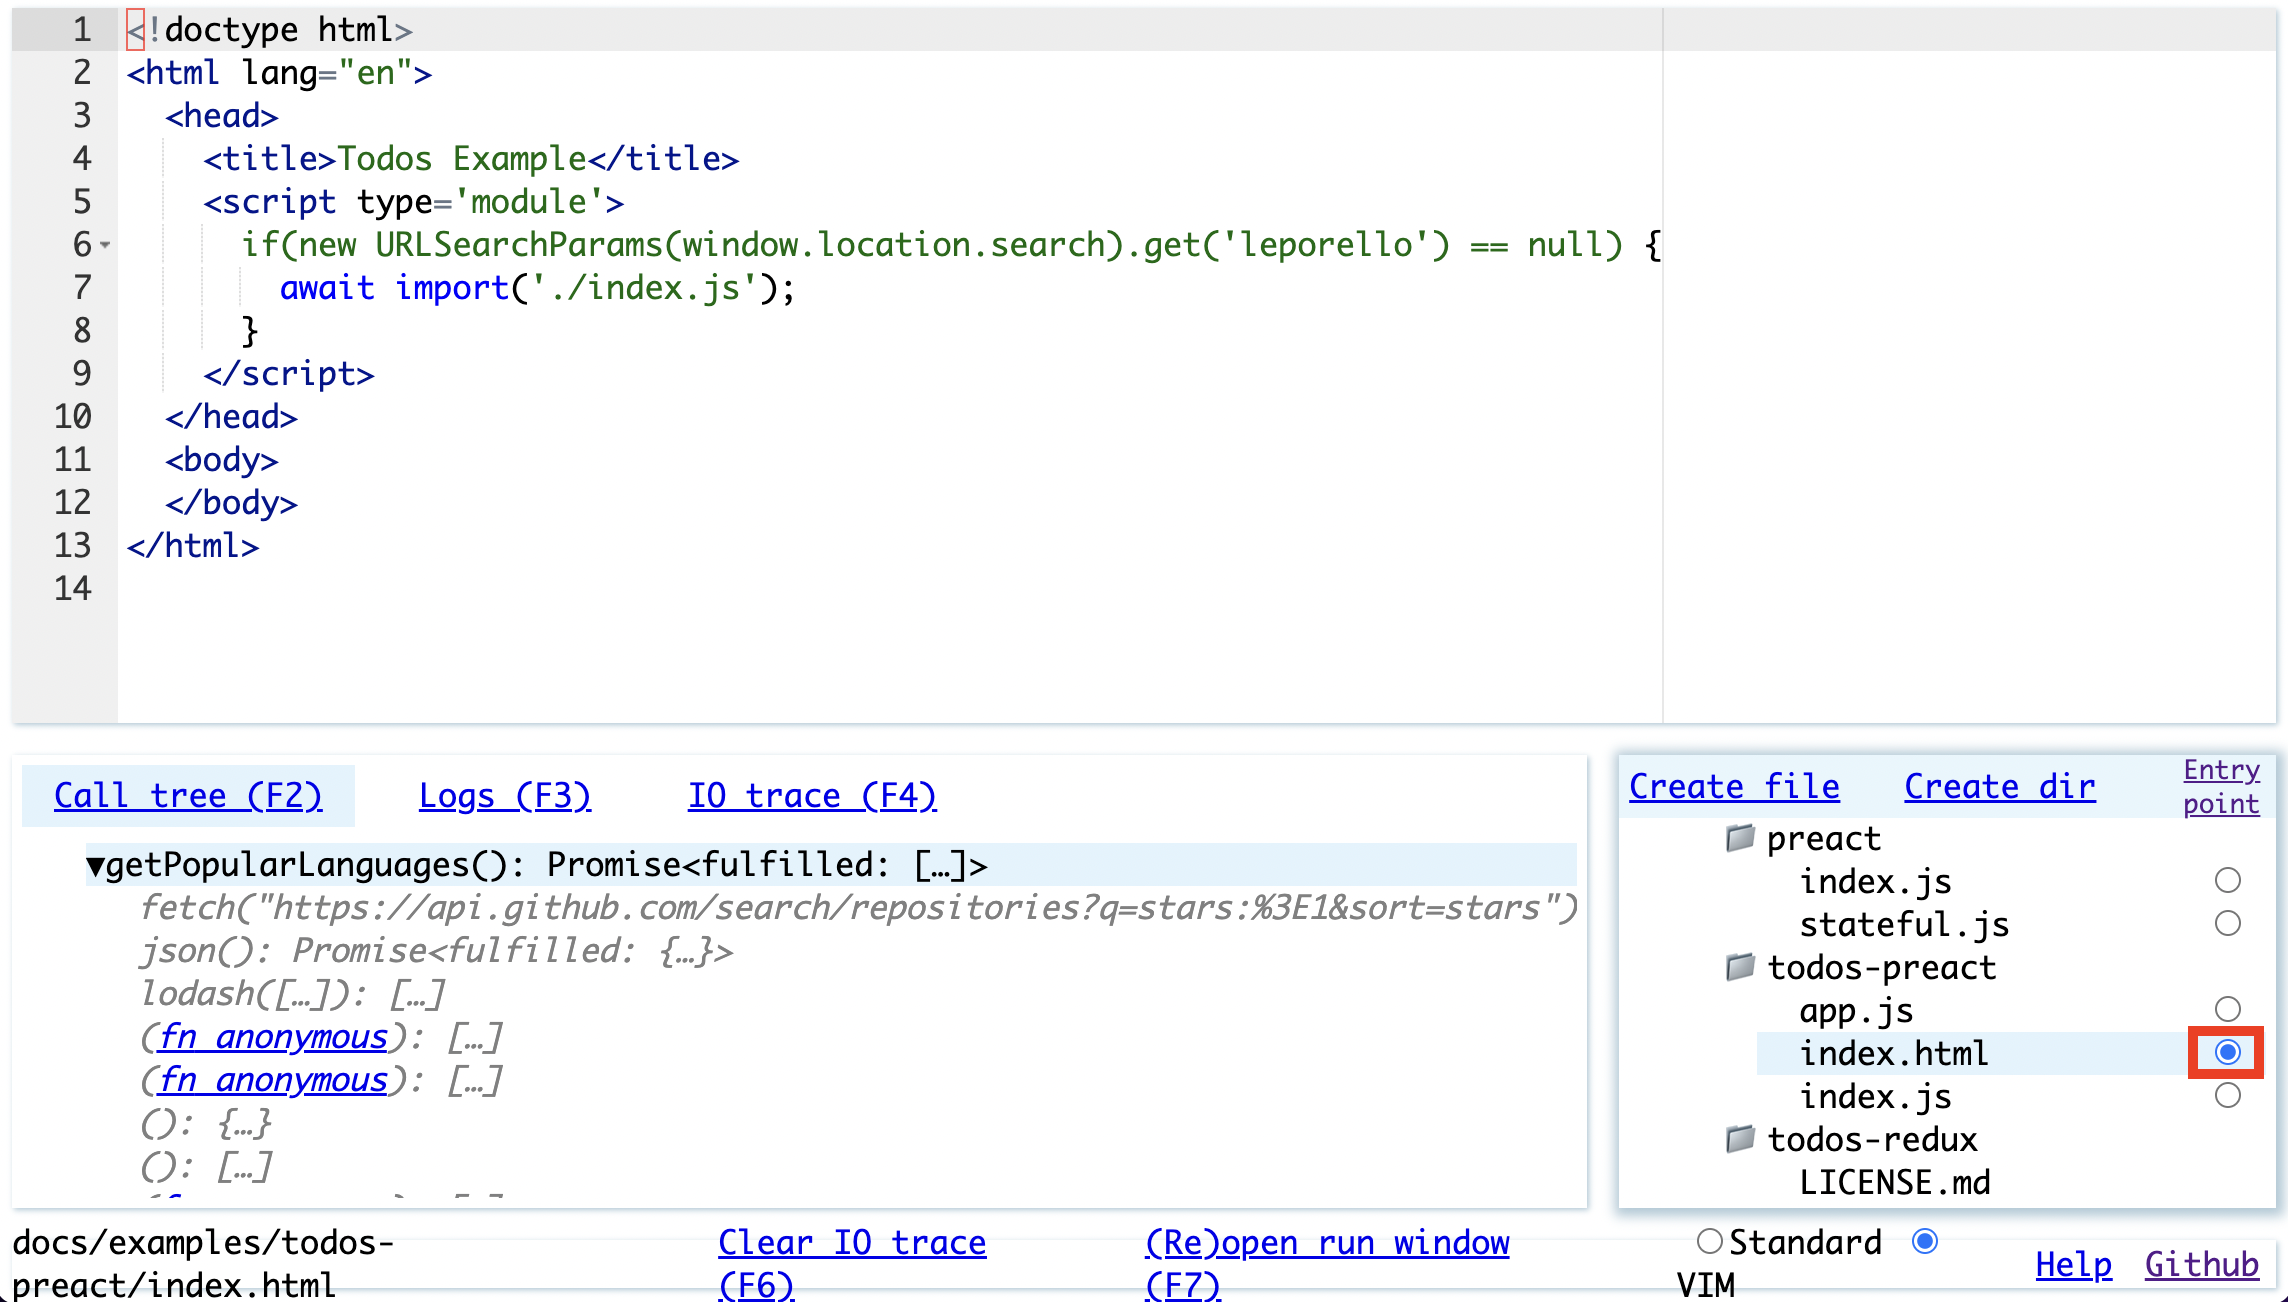 1 <!doctype html>
2 <html lang="en">
3   <head>
4     <title>Todos Example</title>
5     <script type='module'>
6       if(new URLSearchParams(window.location.search).get('leporello') == null) {
7         await import('./index.js');
8       }
9     </script>
10   </head>
11   <body>
12   </body>
13 </html>
14
Call tree (F2) Logs (F3) IO trace (F4)
▼getPopularLanguages(): Promise<fulfilled: […]>
fetch("https://api.github.com/search/repositories?q=stars:%3E1&sort=stars")
json(): Promise<fulfilled: {…}>
lodash([…]): […]
(fn anonymous): […]
(fn anonymous): […]
(): {…}
(): […]
Create file Create dir Entry point
preact
index.js
stateful.js
todos-preact
app.js
index.html
index.js
todos-redux
LICENSE.md
docs/examples/todos-
preact/index.html
Clear IO trace
(F6)
(Re)open run window
(F7)
Standard
VIM
Help Github